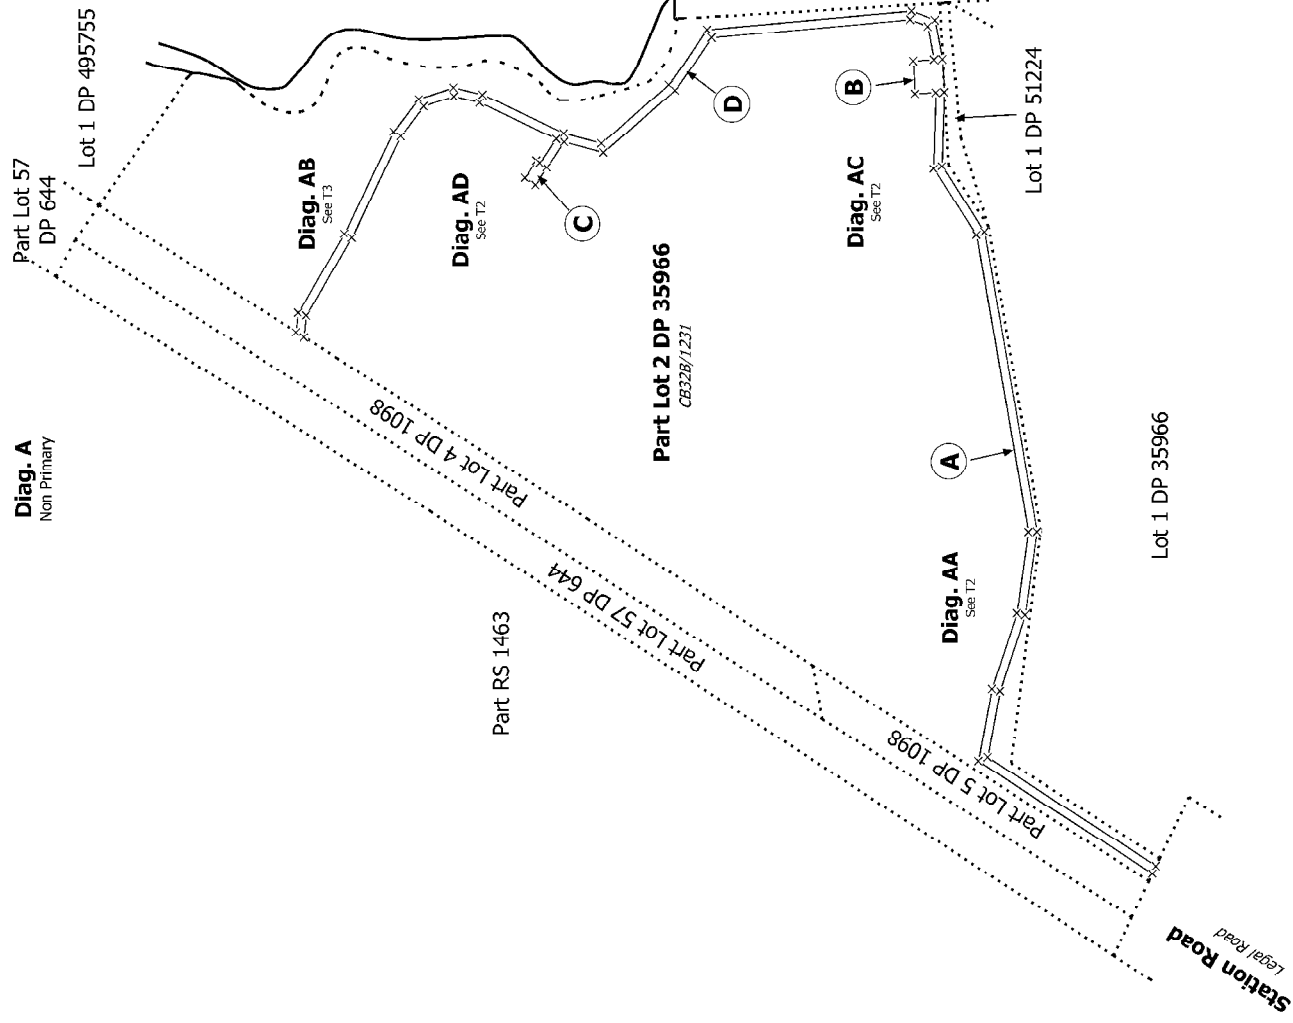 Diag. A
Non Primary
Part Lot 57
DP 644
Lot 1 DP 495755
Diag. AB
See T3
Diag. AD
See T2
C
D
B
Diag. AC
See T2
Lot 1 DP 51224
Part Lot 2 DP 35966
CB32B/1231
Part Lot 4 DP 1098
Part Lot 57 DP 644
Part RS 1463
A
Diag. AA
See T2
Lot 1 DP 35966
Part Lot 5 DP 1098
Station Road
Legal Road